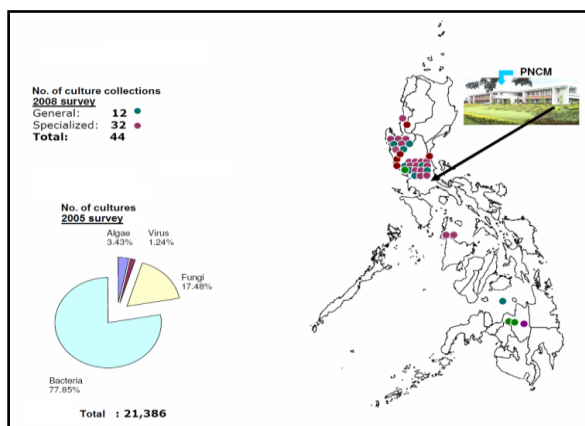 PNCM
No. of culture collections
2008 survey
General: 12
Specialized: 32
Total: 44
No. of cultures
2005 survey
Algae
3.43%
Virus
1.24%
Fungi
17.48%
Bacteria
77.85%
Total : 21,386